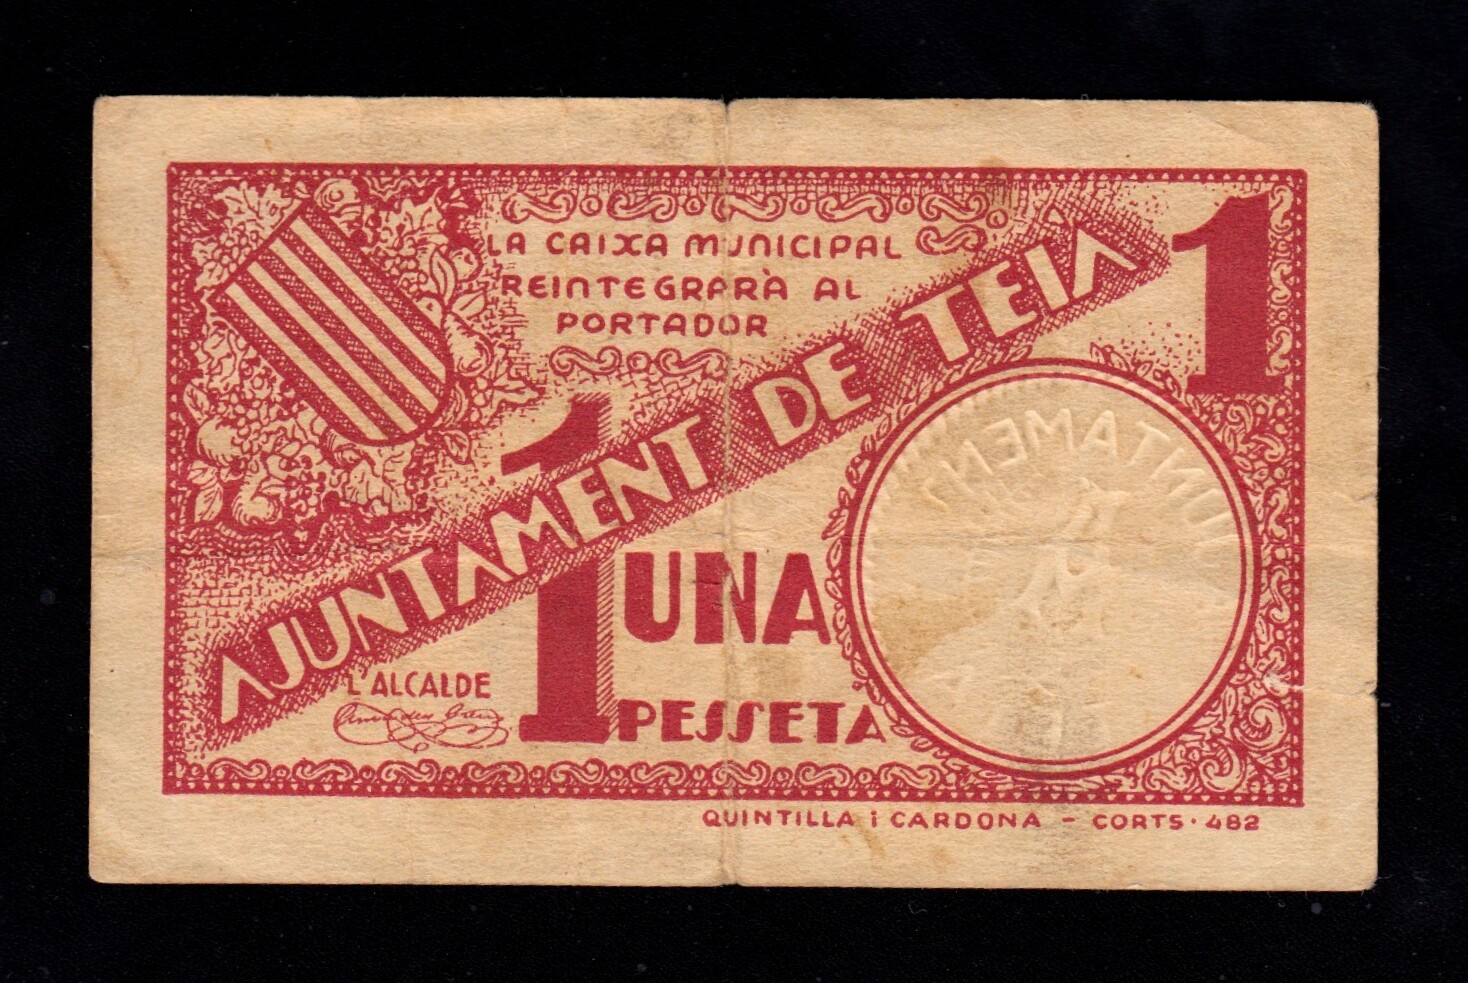 LA CAIXA MUNICIPAL
REINTEGRARÀ AL
PORTADOR
1
AJUNTAMENT DE TEIA
1
UNA
PESSETA
L'ALCALDE
QUINTILLA i CARDONA - CORTS · 482